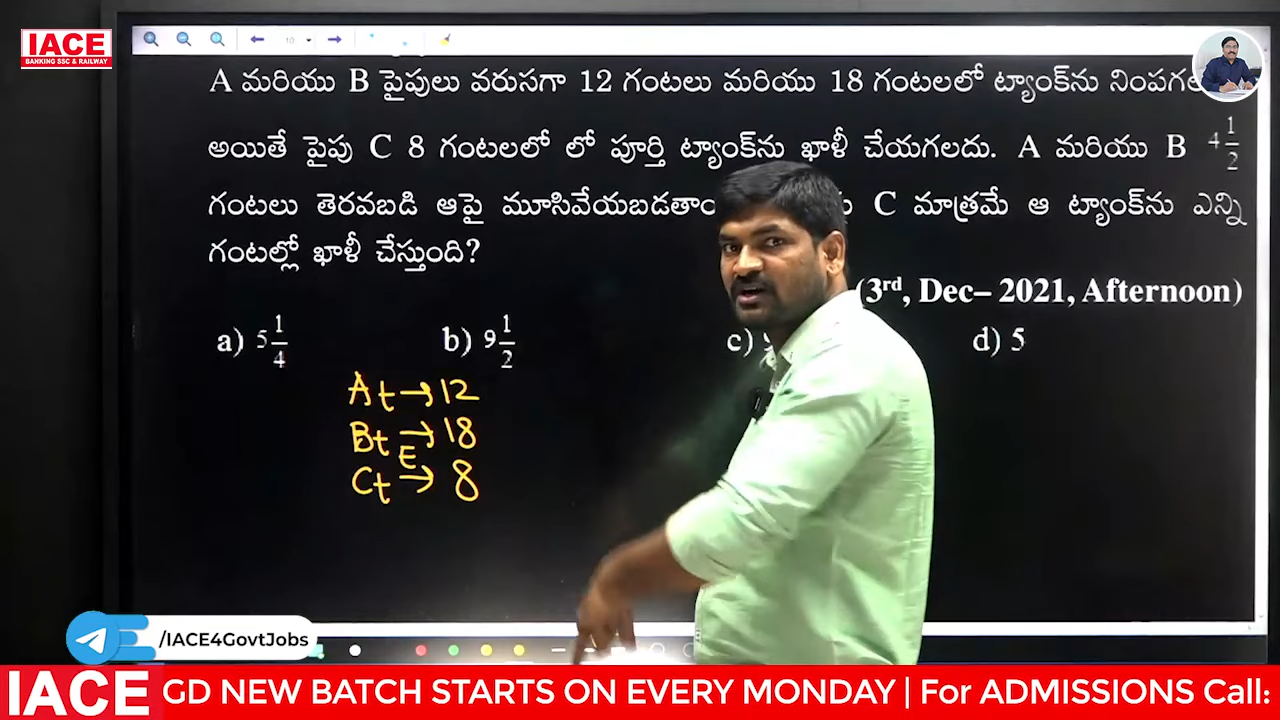 IACE
BANKING SSC & RAILWAY
A మరియు B పైపులు వరుసగా 12 గంటలు మరియు 18 గంటలలో ట్యాంక్‌ను
అయితే పైపు C 8 గంటలలో లో పూర్తి ట్యాంక్‌ను ఖాళీ చేయగలదు. A మరియు B 4 1/2
గంటలు తెరవబడి ఆపై C మాత్రమే ఆ ట్యాంక్‌ను ఎన్ని
గంటల్లో ఖాళీ చేస్తుంది?
(3rd, Dec– 2021, Afternoon)
a) 5 1/4 b) 9 1/2 c) d) 5
At → 12
Bt → 18
E
Ct → 8
/IACE4GovtJobs
IACE GD NEW BATCH STARTS ON EVERY MONDAY | For ADMISSIONS Call: